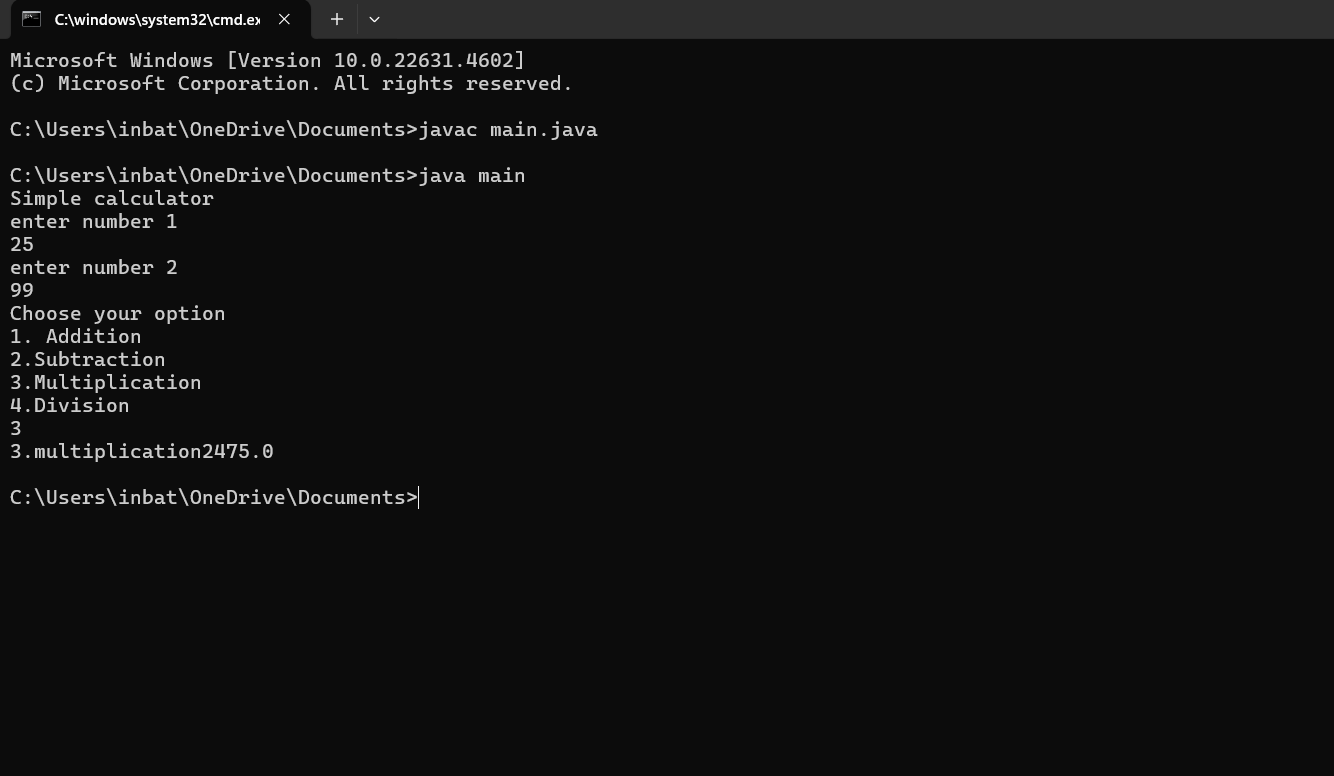 C:\windows\system32\cmd.ex
Microsoft Windows [Version 10.0.22631.4602]
(c) Microsoft Corporation. All rights reserved.
C:\Users\inbat\OneDrive\Documents>javac main.java
C:\Users\inbat\OneDrive\Documents>java main
Simple calculator
enter number 1
25
enter number 2
99
Choose your option
1. Addition
2.Subtraction
3.Multiplication
4.Division
3
3.multiplication2475.0
C:\Users\inbat\OneDrive\Documents>